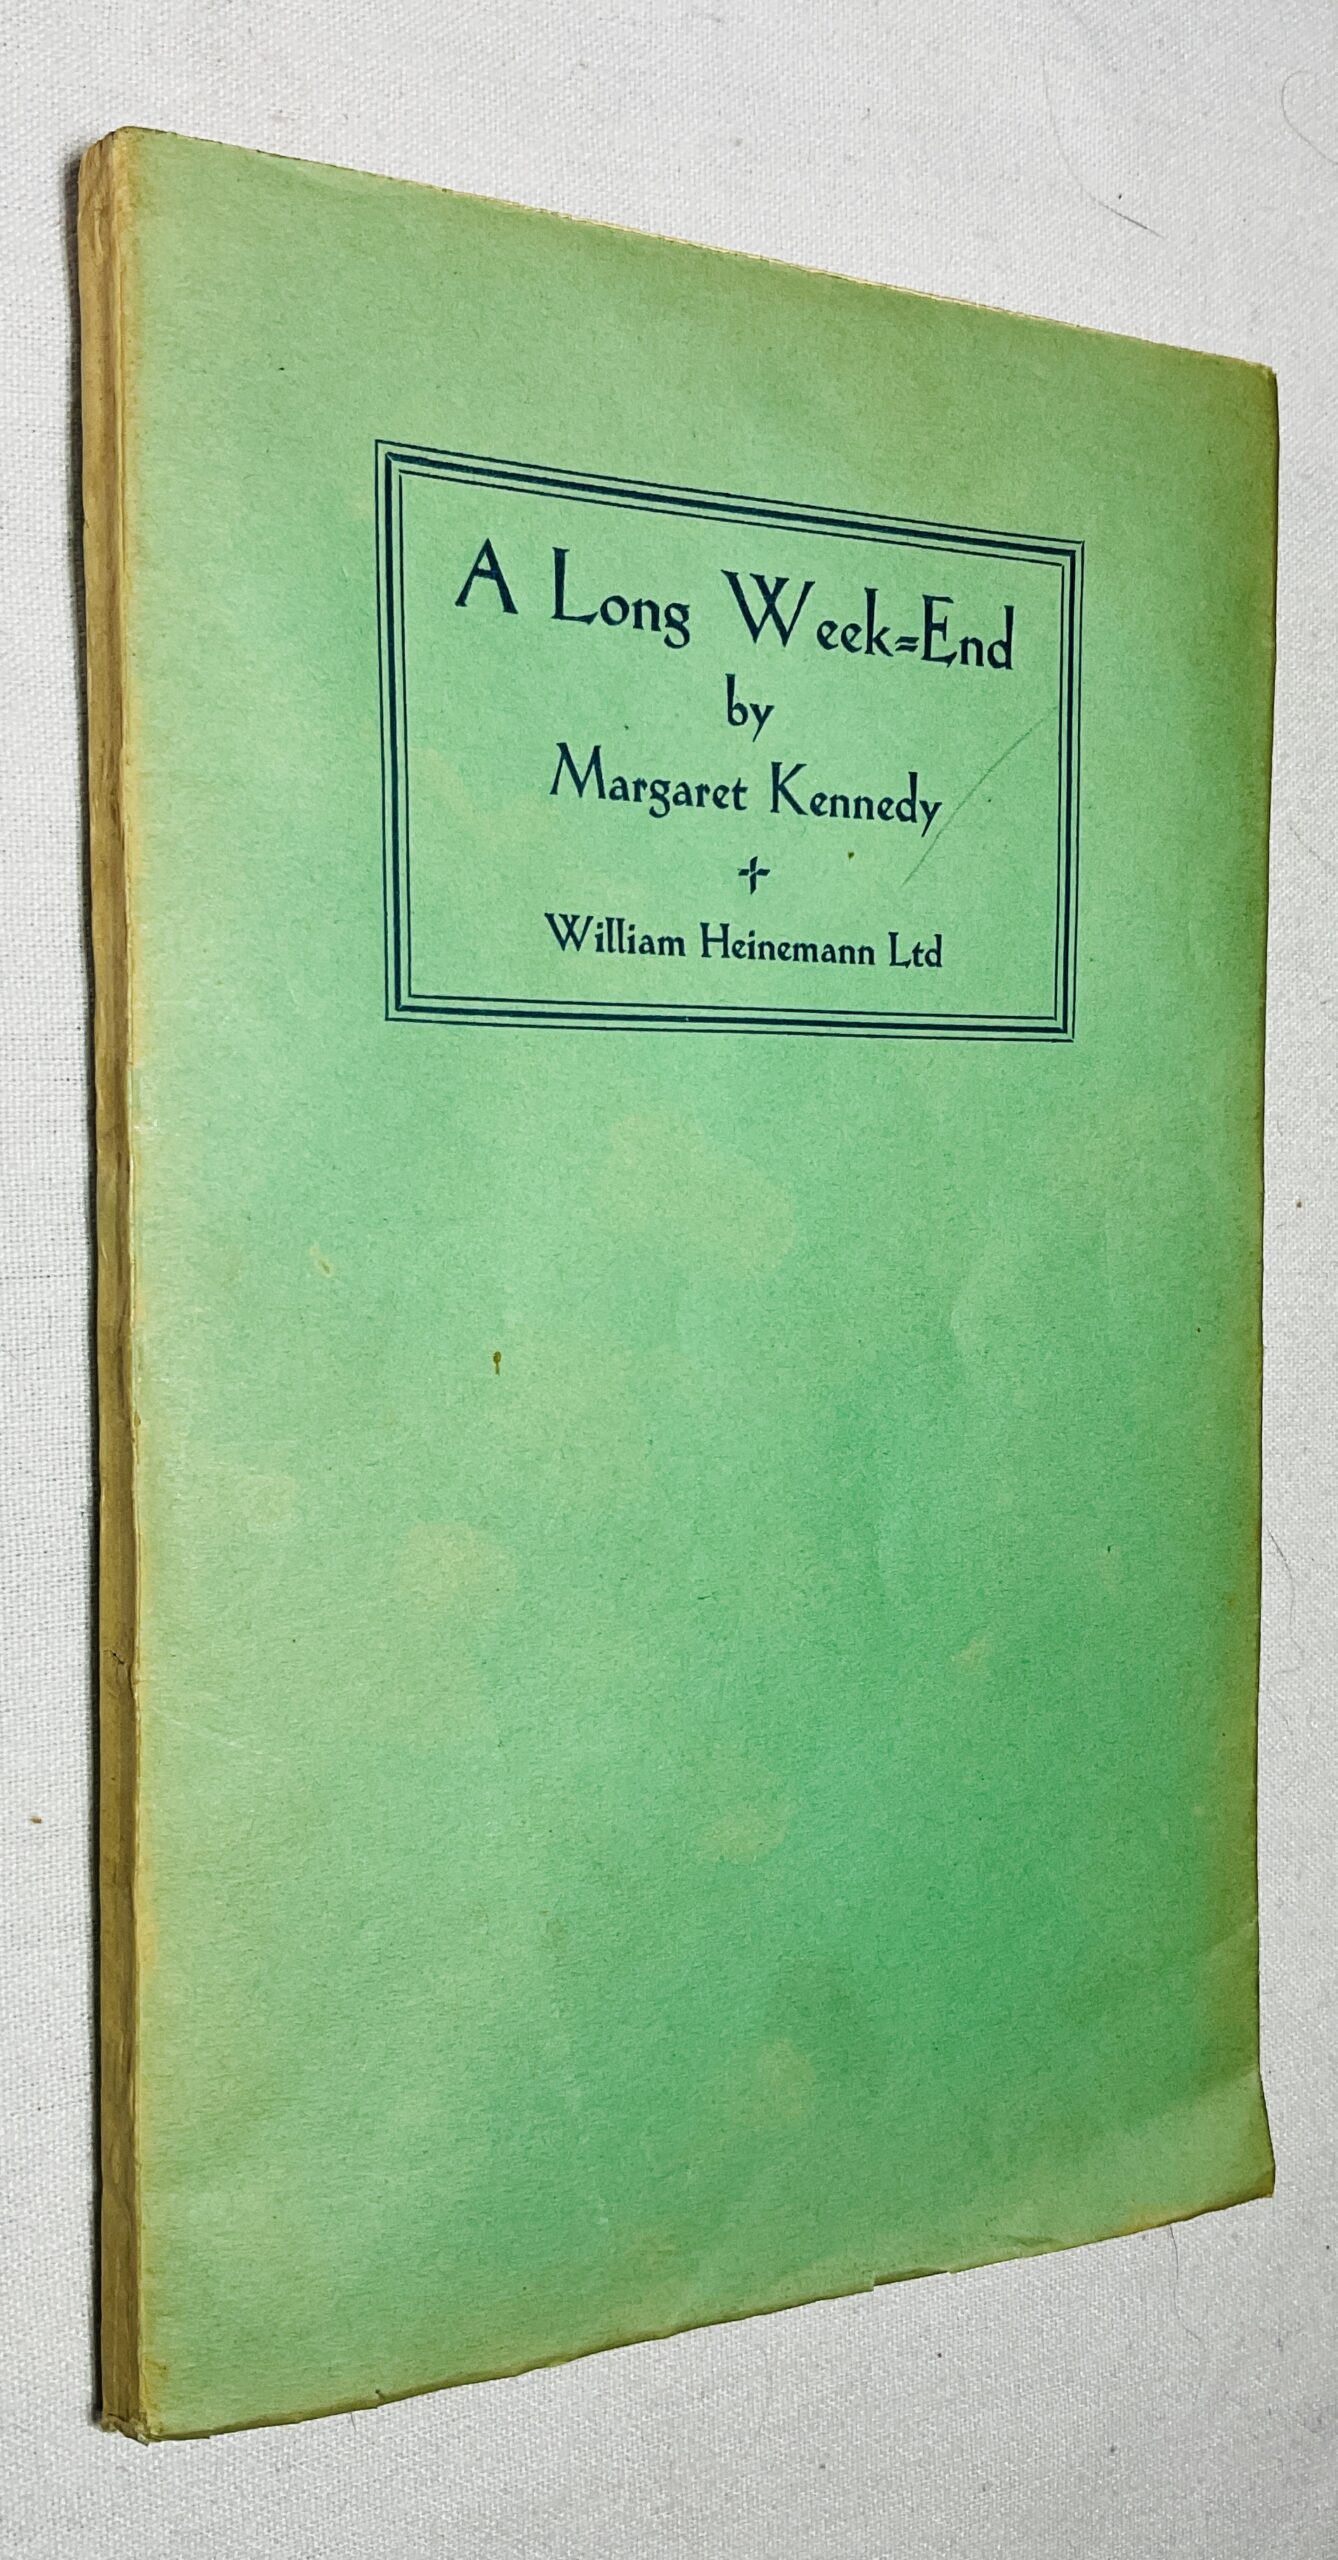 A Long Week=End
by
Margaret Kennedy
William Heinemann Ltd